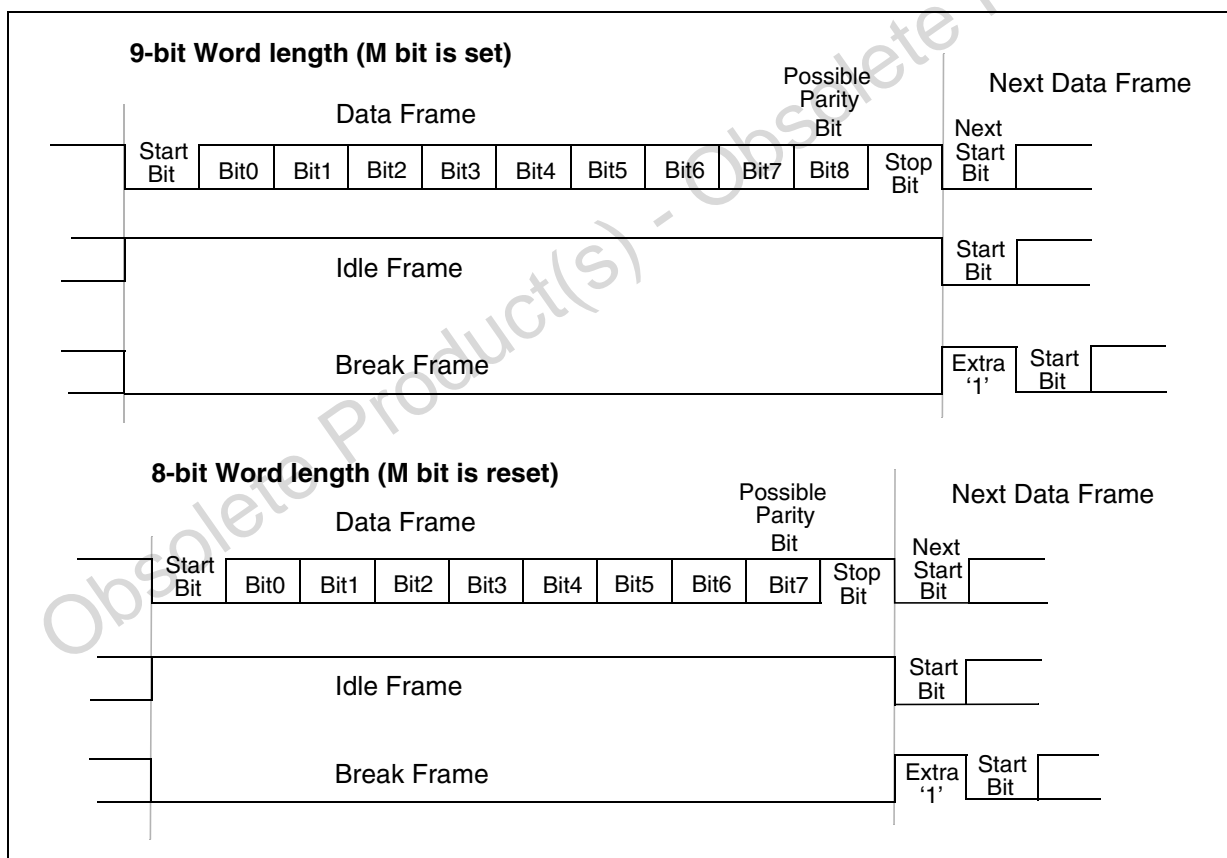 9-bit Word length (M bit is set)
Possible
Parity
Bit
Next Data Frame
Data Frame
Start
Bit
Bit0
Bit1
Bit2
Bit3
Bit4
Bit5
Bit6
Bit7
Bit8
Stop
Bit
Next
Start
Bit
Idle Frame
Start
Bit
Break Frame
Extra
‘1’
Start
Bit
8-bit Word length (M bit is reset)
Possible
Parity
Bit
Next Data Frame
Data Frame
Start
Bit
Bit0
Bit1
Bit2
Bit3
Bit4
Bit5
Bit6
Bit7
Stop
Bit
Next
Start
Bit
Idle Frame
Start
Bit
Break Frame
Extra
‘1’
Start
Bit
Obsolete Product(s) - Obsolete